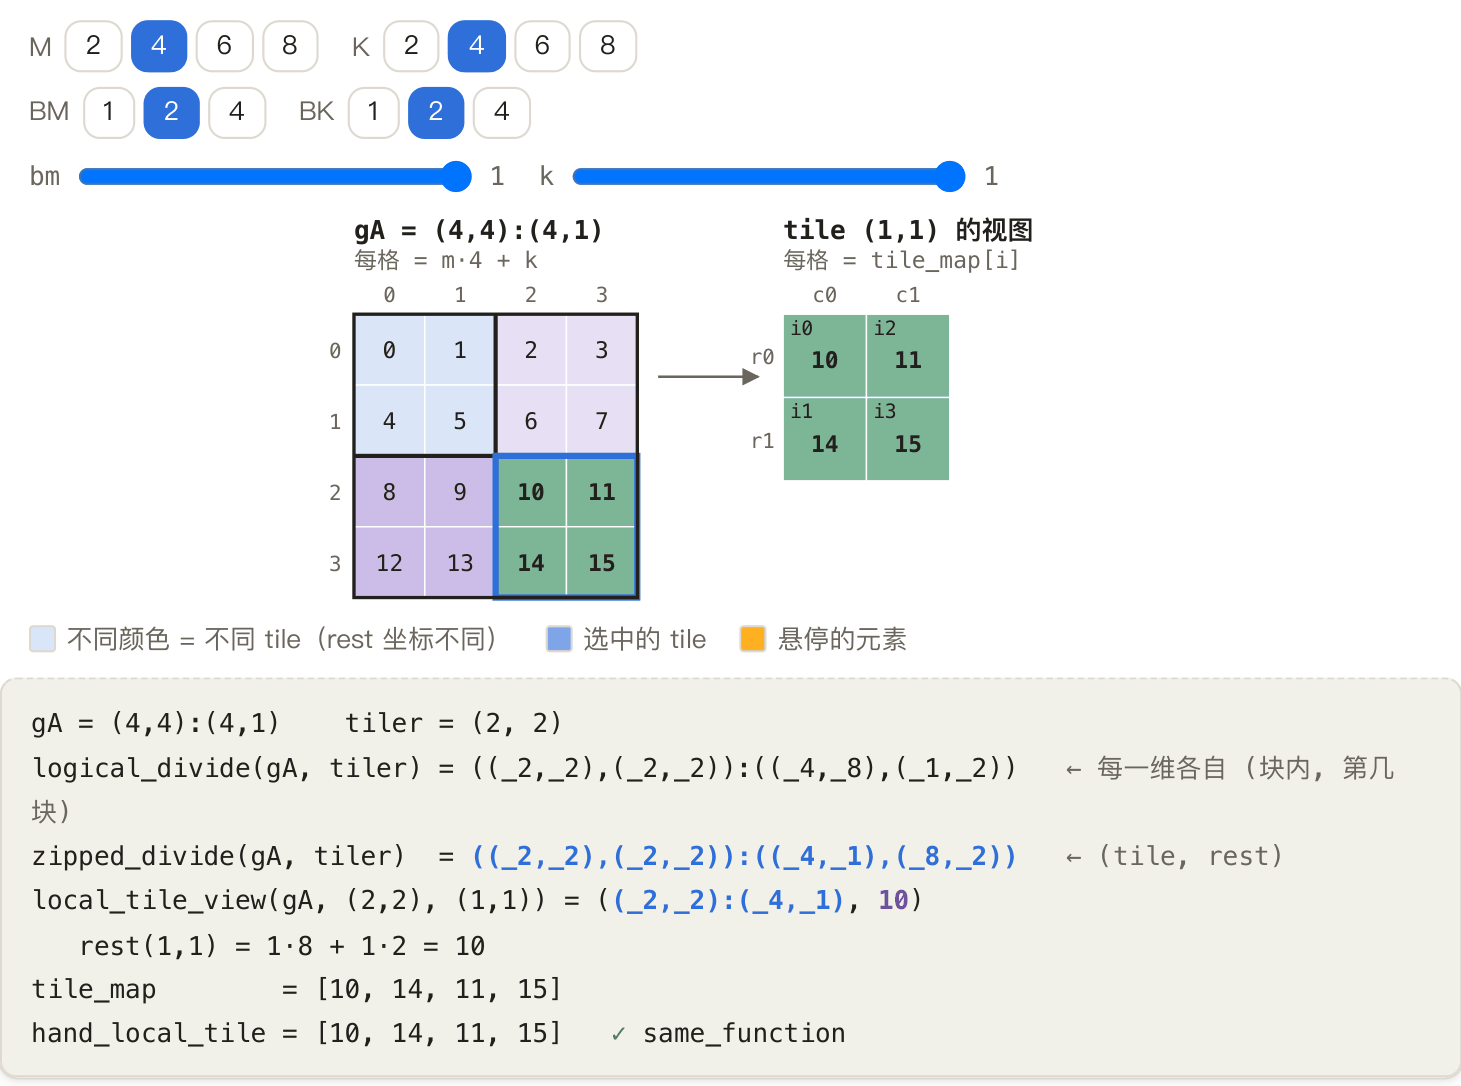 M 2 4 6 8 K 2 4 6 8
BM 1 2 4 BK 1 2 4
bm 1 k 1
gA = (4,4):(4,1)
每格 = m·4 + k
0 1 2 3
0 0 1 2 3
1 4 5 6 7
2 8 9 10 11
3 12 13 14 15
tile (1,1) 的视图
每格 = tile_map[i]
c0 c1
i0 i2
r0 10 11
i1 i3
r1 14 15
不同颜色 = 不同 tile（rest 坐标不同） 选中的 tile 悬停的元素
gA = (4,4):(4,1) tiler = (2, 2)
logical_divide(gA, tiler) = ((_2,_2),(_2,_2)):((_4,_8),(_1,_2)) ← 每一维各自 (块内, 第几
块)
zipped_divide(gA, tiler) = ((_2,_2),(_2,_2)):((_4,_1),(_8,_2)) ← (tile, rest)
local_tile_view(gA, (2,2), (1,1)) = ((_2,_2):(_4,_1), 10)
rest(1,1) = 1·8 + 1·2 = 10
tile_map = [10, 14, 11, 15]
hand_local_tile = [10, 14, 11, 15] ✓ same_function